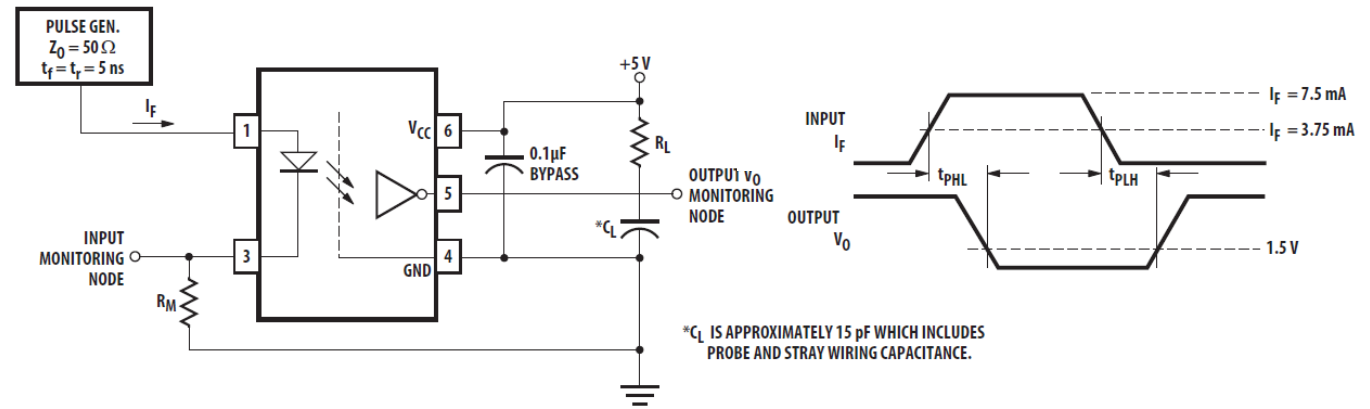 PULSE GEN.
Z0 = 50 Ω
tf = tr = 5 ns
IF
1
3
VCC
6
5
4
GND
0.1µF
BYPASS
+5 V
RL
OUTPUT vO
MONITORING
NODE
*CL
INPUT
MONITORING
NODE
RM
*CL IS APPROXIMATELY 15 pF WHICH INCLUDES
PROBE AND STRAY WIRING CAPACITANCE.
INPUT
IF
IF = 7.5 mA
IF = 3.75 mA
tPHL
tPLH
OUTPUT
VO
1.5 V